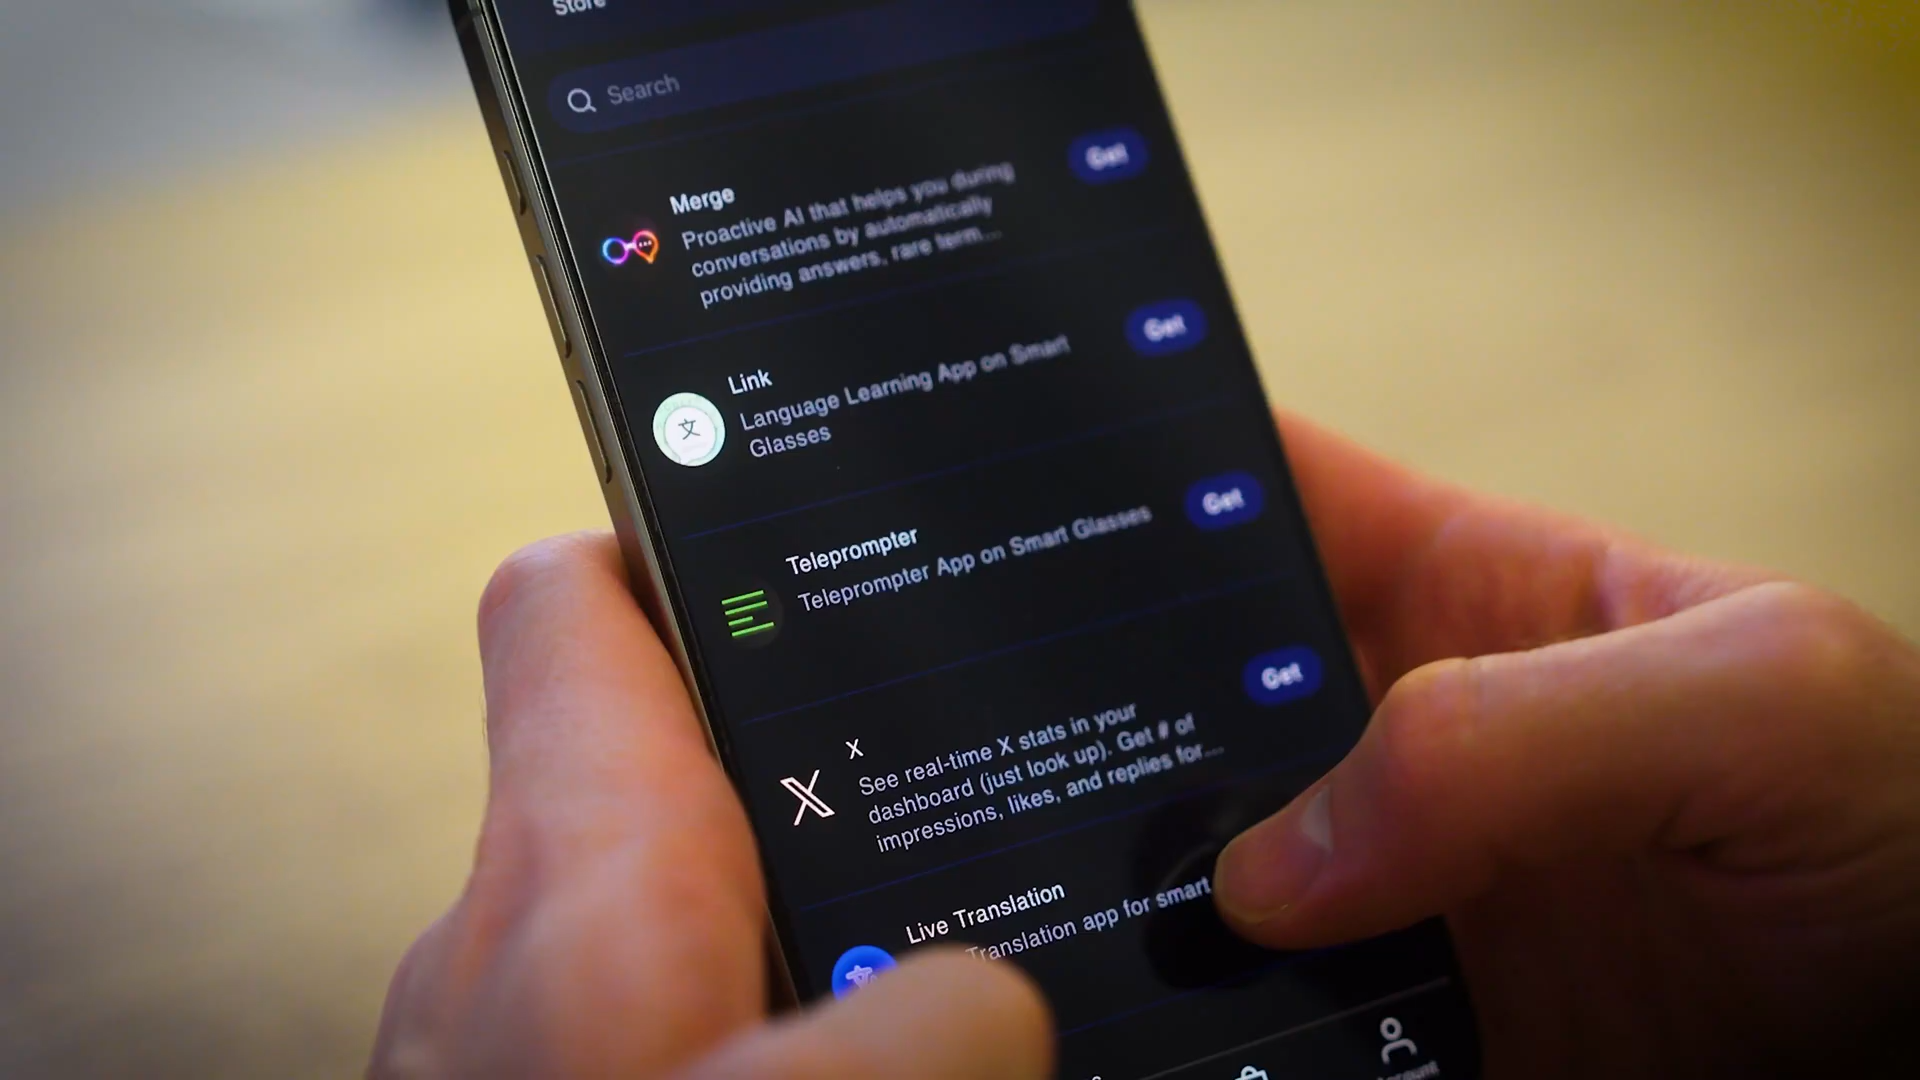 Store
Search
Merge
Proactive AI that helps you during
conversations by automatically
providing answers, rare term...
Get
Link
Language Learning App on Smart
Glasses
Get
文
Teleprompter
Teleprompter App on Smart Glasses
Get
X
See real-time X stats in your
dashboard (just look up). Get # of
impressions, likes, and replies for...
Get
Live Translation
Translation app for smart